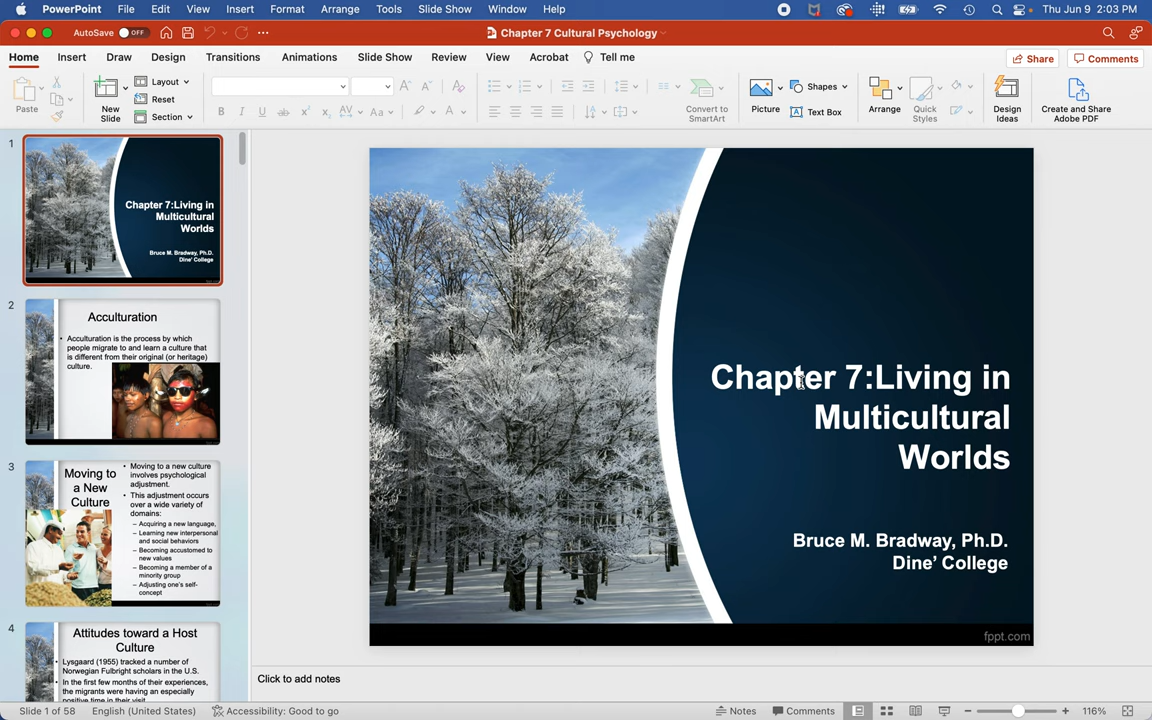 PowerPoint File Edit View Insert Format Arrange Tools Slide Show Window Help Thu Jun 9 2:03 PM
AutoSave OFF Chapter 7 Cultural Psychology
Home Insert Draw Design Transitions Animations Slide Show Review View Acrobat Tell me Share Comments
Paste
New Slide
Layout
Reset
Section
B I U ab x² x₂ AV Aa A
Convert to SmartArt
Picture
Shapes
Text Box
Arrange
Quick Styles
Design Ideas
Create and Share Adobe PDF
1
Chapter 7:Living in
Multicultural
Worlds
Bruce M. Bradway, Ph.D.
Dine' College
2
Acculturation
• Acculturation is the process by which
people migrate to and learn a culture that
is different from their original (or heritage)
culture.
3
Moving to
a New
Culture
• Moving to a new culture
involves psychological
adjustment.
• This adjustment occurs
over a wide variety of
domains:
– Acquiring a new language,
– Learning new interpersonal
and social behaviors
– Becoming accustomed to
new values
– Becoming a member of a
minority group
– Adjusting one's self-
concept
4
Attitudes toward a Host
Culture
• Lysgaard (1955) tracked a number of
Norwegian Fulbright scholars in the U.S.
• In the first few months of their experiences,
the migrants were having an especially
positive time in their visit
Chapter 7:Living in
Multicultural
Worlds
Bruce M. Bradway, Ph.D.
Dine' College
fppt.com
Click to add notes
Slide 1 of 58 English (United States) Accessibility: Good to go Notes Comments 116%